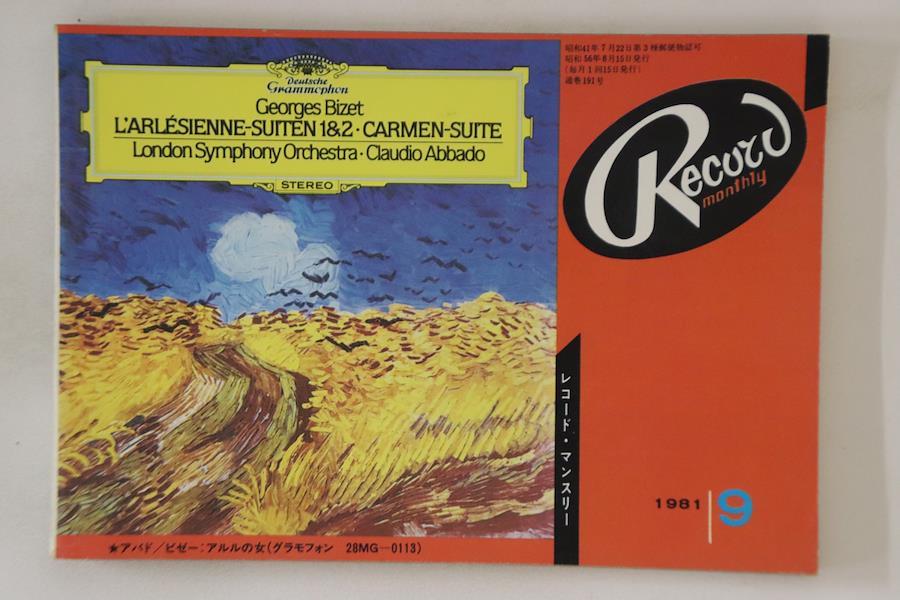 Deutsche
Grammophon
Georges Bizet
L'ARLÉSIENNE-SUITEN 1&2 · CARMEN-SUITE
London Symphony Orchestra · Claudio Abbado
STEREO
昭和41年7月22日第3種郵便物認可
昭和56年8月15日発行
(毎月1回15日発行)
通巻191号
Record
monthly
レコード・マンスリー
1981 9
★アバド/ビゼー:アルルの女(グラモフォン 28MG-0113)